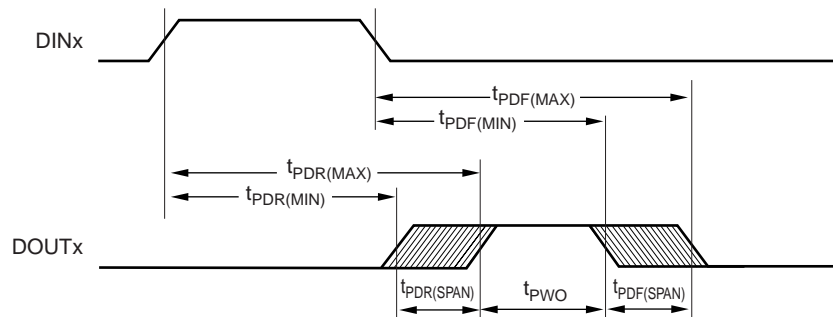 DINx
tPDF(MAX)
tPDF(MIN)
tPDR(MAX)
tPDR(MIN)
DOUTx
tPDR(SPAN) tPWO tPDF(SPAN)